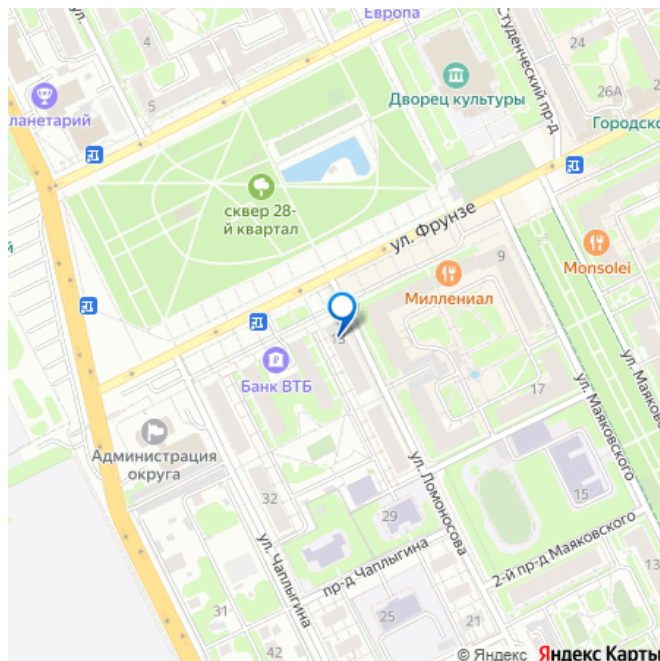 Европа
Студенческий пр-д
24
4
Дворец культуры
26А
ланетарий
5
Городско
сквер 28-
й квартал
ул. Фрунзе
й
9
Monsolei
Миллениал
13
Банк ВТБ
ул. Маяковского
ул. Маяковс
17
Администрация
округа
32
ул. Ломоносова
15
29
ул. Чаплыгина
пр-д Чаплыгина
2-й пр-д Маяковского
13
31
25
21
42
© Яндекс Яндекс Карты